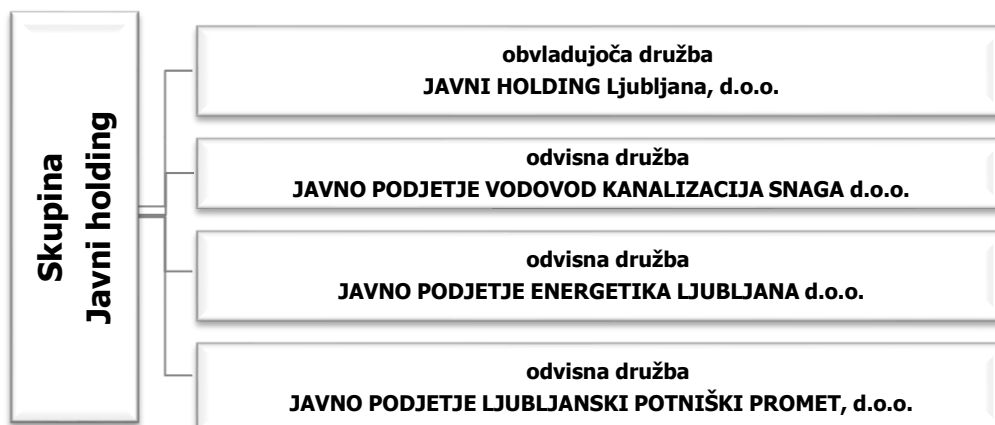 Skupina
Javni holding
obvladujoča družba
JAVNI HOLDING Ljubljana, d.o.o.
odvisna družba
JAVNO PODJETJE VODOVOD KANALIZACIJA SNAGA d.o.o.
odvisna družba
JAVNO PODJETJE ENERGETIKA LJUBLJANA d.o.o.
odvisna družba
JAVNO PODJETJE LJUBLJANSKI POTNIŠKI PROMET, d.o.o.